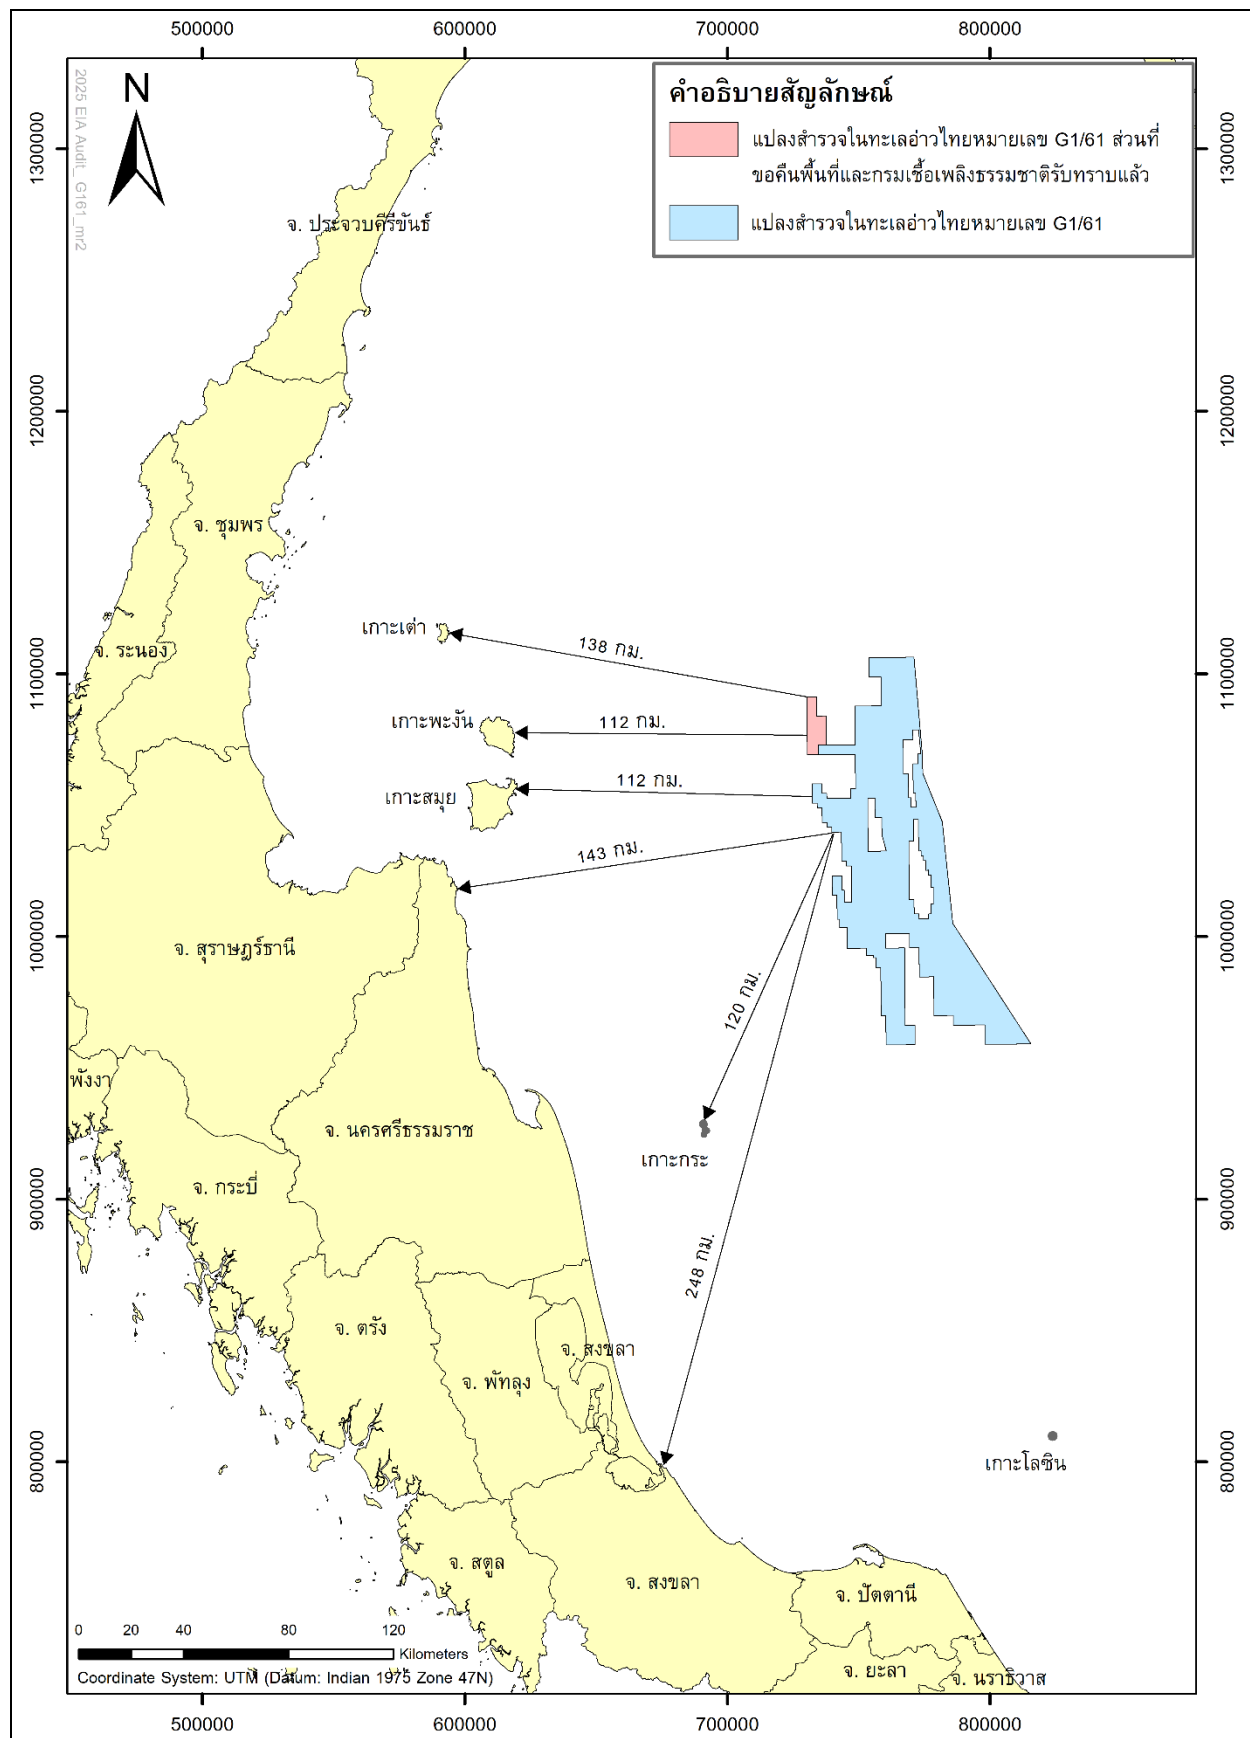 500000 600000 700000 800000
2025 EIA Audit_ G161_mr2
N
คำอธิบายสัญลักษณ์
แปลงสำรวจในทะเลอ่าวไทยหมายเลข G1/61 ส่วนที่
ขอคืนพื้นที่และกรมเชื้อเพลิงธรรมชาติรับทราบแล้ว
แปลงสำรวจในทะเลอ่าวไทยหมายเลข G1/61
1300000 1300000
จ. ประจวบคีรีขันธ์
1200000 1200000
จ. ชุมพร
เกาะเต่า
138 กม.
จ. ระนอง
1100000 1100000
เกาะพะงัน
112 กม.
เกาะสมุย
112 กม.
143 กม.
จ. สุราษฎร์ธานี
1000000 1000000
120 กม.
พังงา
จ. นครศรีธรรมราช
เกาะกระ
จ. กระบี่
900000 900000
248 กม.
จ. ตรัง
จ. สงขลา
จ. พัทลุง
800000 800000
เกาะโลซิน
จ. สตูล
จ. สงขลา
จ. ปัตตานี
จ. ยะลา
จ. นราธิวาส
0 20 40 80 120
Kilometers
Coordinate System: UTM (Datum: Indian 1975 Zone 47N)
500000 600000 700000 800000